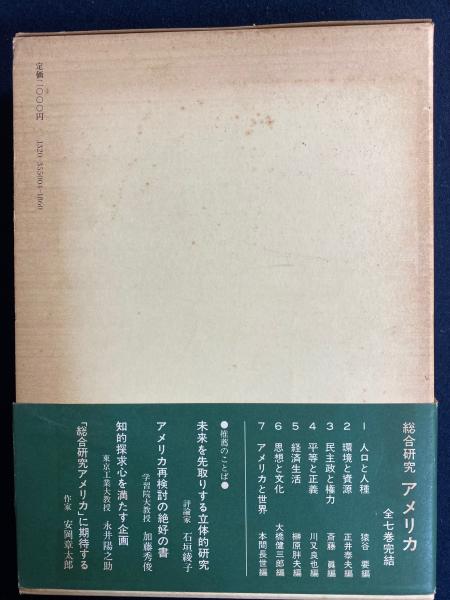 定価二〇〇〇円
1320-355004-1860
総合研究 アメリカ 全七巻完結
1 人口と人種 猿谷 要編
2 環境と資源 正井泰夫編
3 民主政と権力 斎藤 眞編
4 平等と正義 川又良也編
5 経済生活 榊原胖夫編
6 思想と文化 大橋健三郎編
7 アメリカと世界 本間長世編
●推薦のことば●
未来を先取りする立体的研究
評論家 石垣綾子
アメリカ再検討の絶好の書
学習院大教授 加藤秀俊
知的探求心を満たす企画
東京工業大教授 永井陽之助
「総合研究アメリカ」に期待する
作家 安岡章太郎